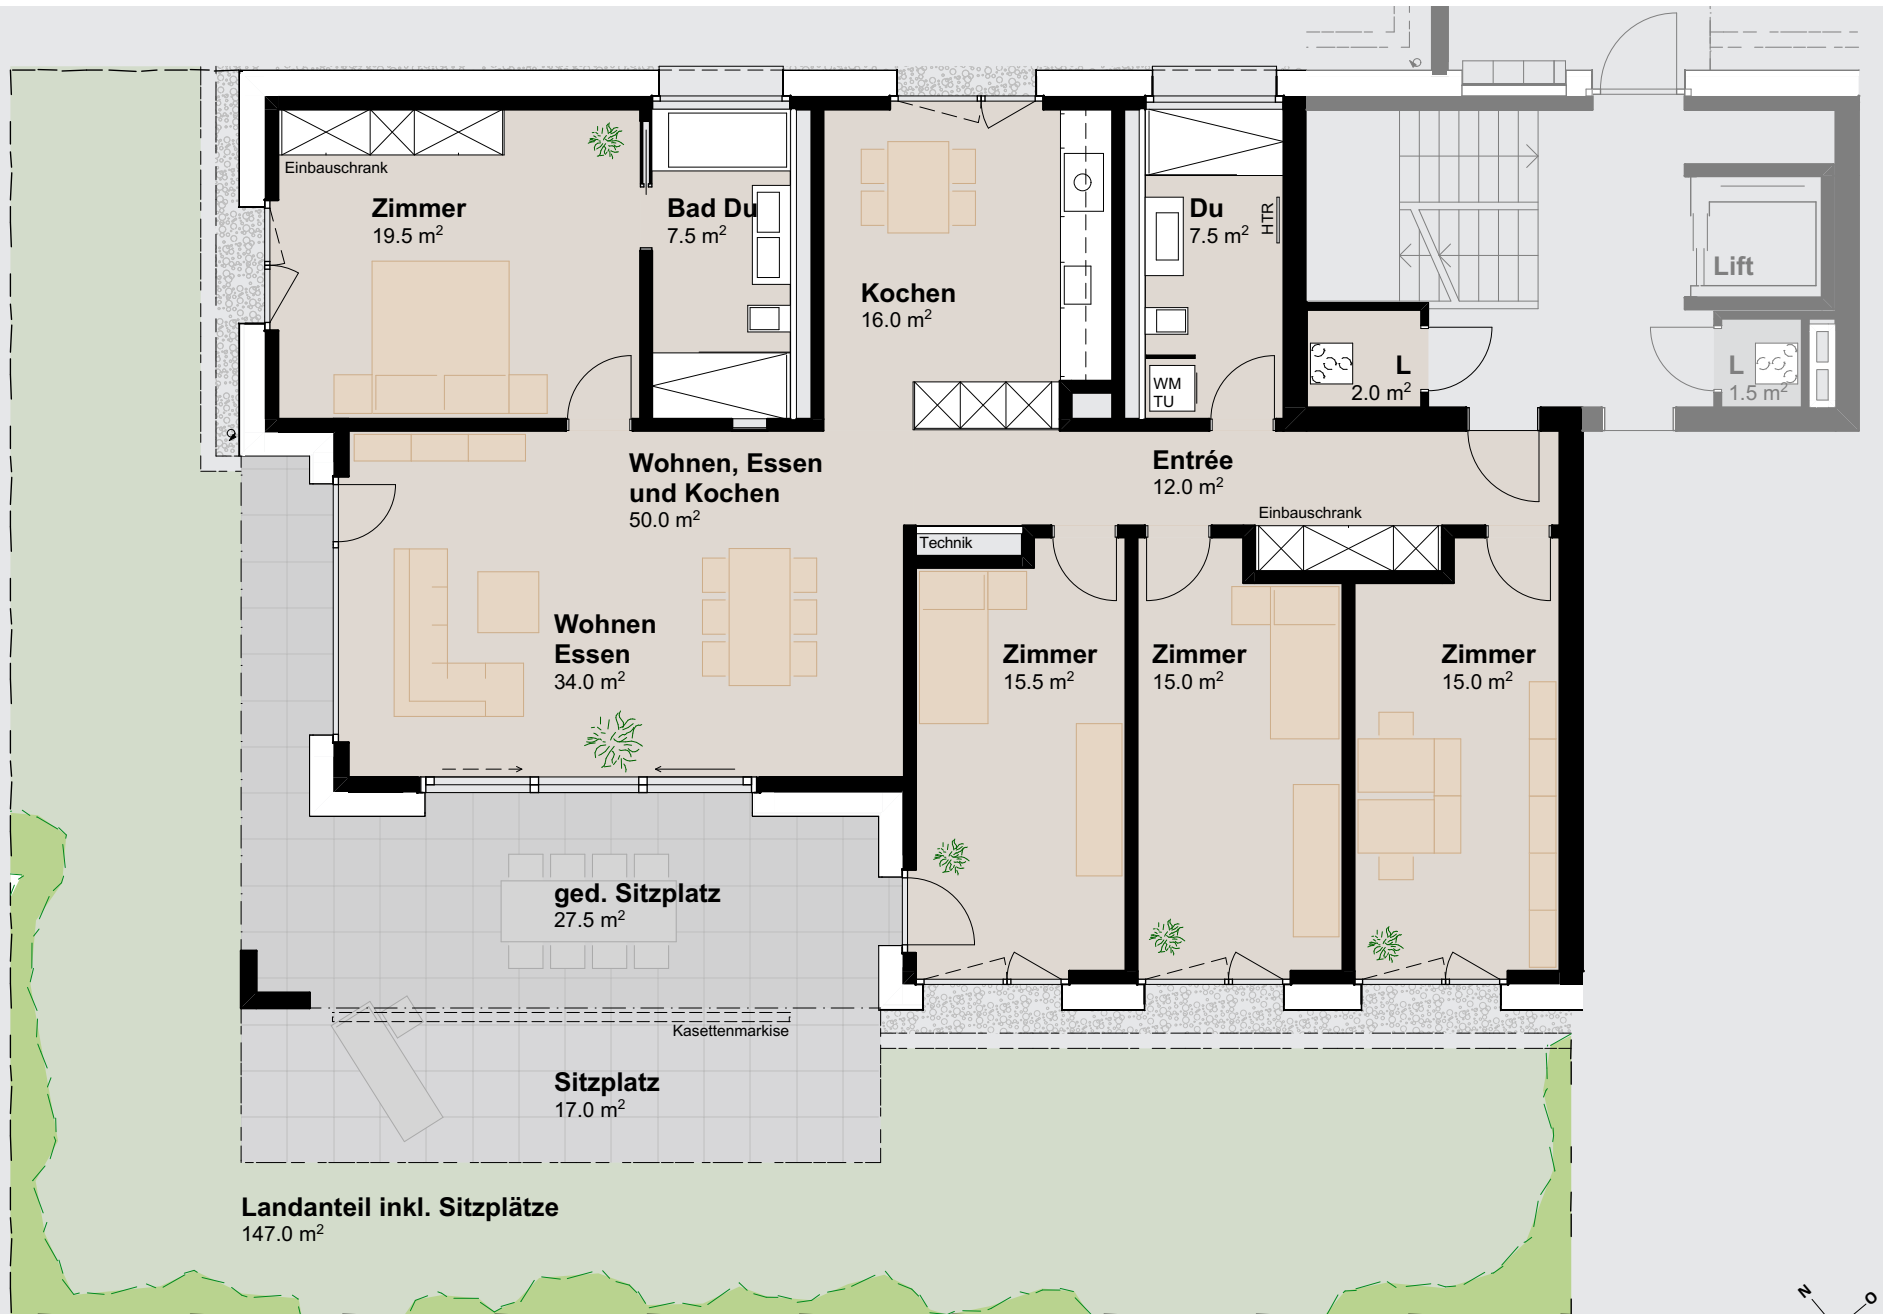 Einbauschrank
Zimmer
19.5 m²
Bad Du
7.5 m²
Kochen
16.0 m²
Du
7.5 m²
HTR
WM
TU
Lift
L
2.0 m²
L
1.5 m²
Wohnen, Essen
und Kochen
50.0 m²
Entrée
12.0 m²
Einbauschrank
Technik
Wohnen
Essen
34.0 m²
Zimmer
15.5 m²
Zimmer
15.0 m²
Zimmer
15.0 m²
ged. Sitzplatz
27.5 m²
Kasettenmarkise
Sitzplatz
17.0 m²
Landanteil inkl. Sitzplätze
147.0 m²
N
O